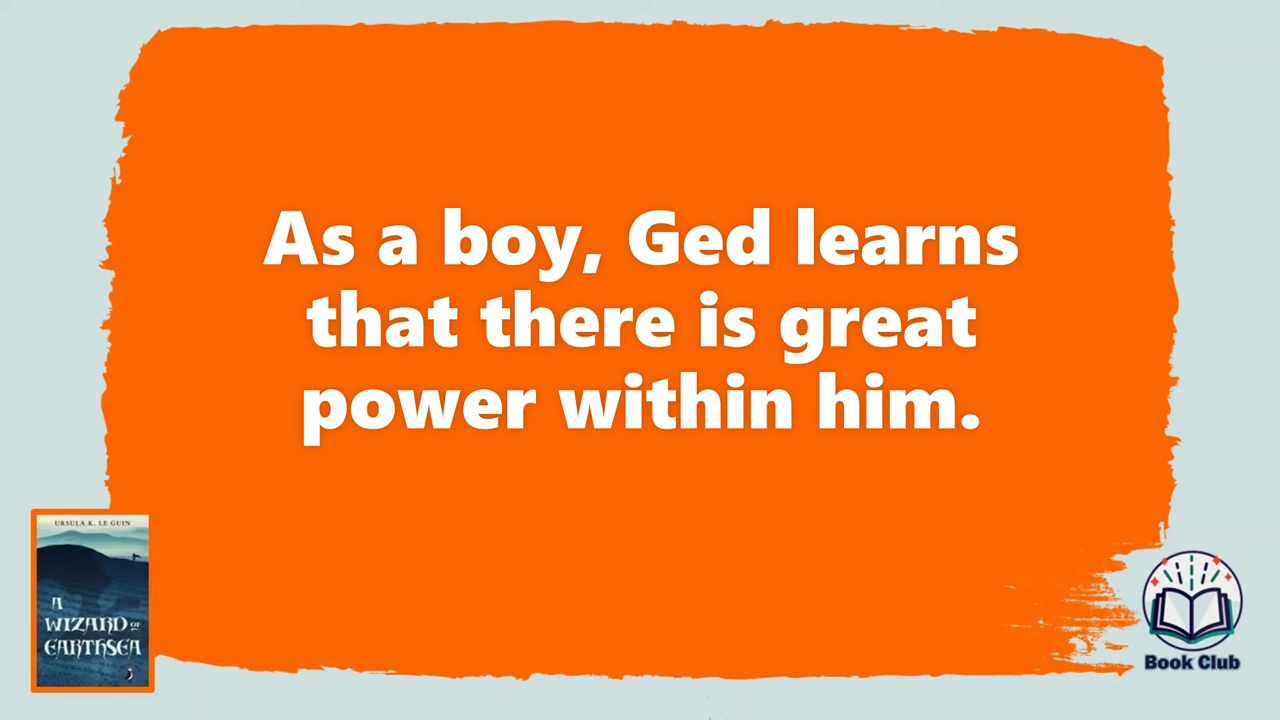 As a boy, Ged learns
that there is great
power within him.
URSULA K. LE GUIN
A
WIZARD OF
EARTHSEA
Book Club